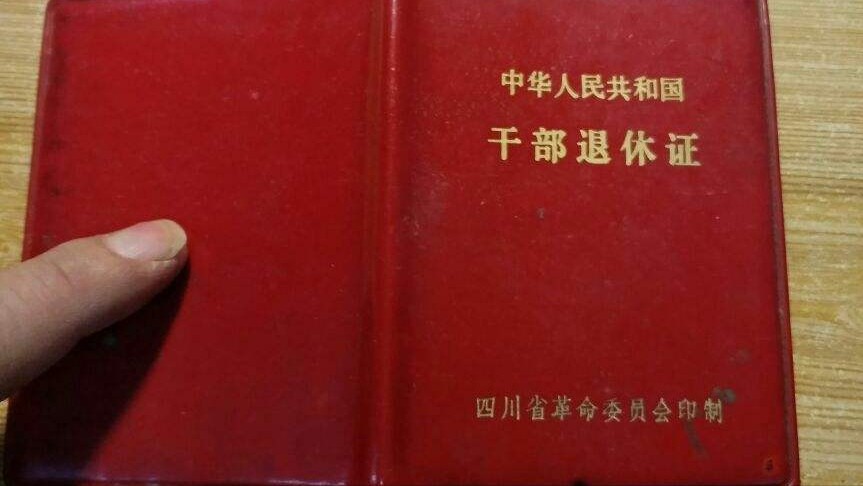 中华人民共和国
干部退休证
四川省革命委员会印制